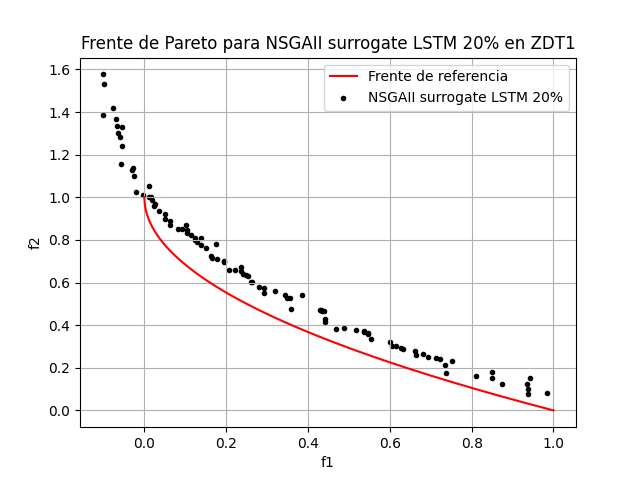 Frente de Pareto para NSGAII surrogate LSTM 20% en ZDT1
Frente de referencia
NSGAII surrogate LSTM 20%
f2
1.6
1.4
1.2
1.0
0.8
0.6
0.4
0.2
0.0
0.0 0.2 0.4 0.6 0.8 1.0
f1